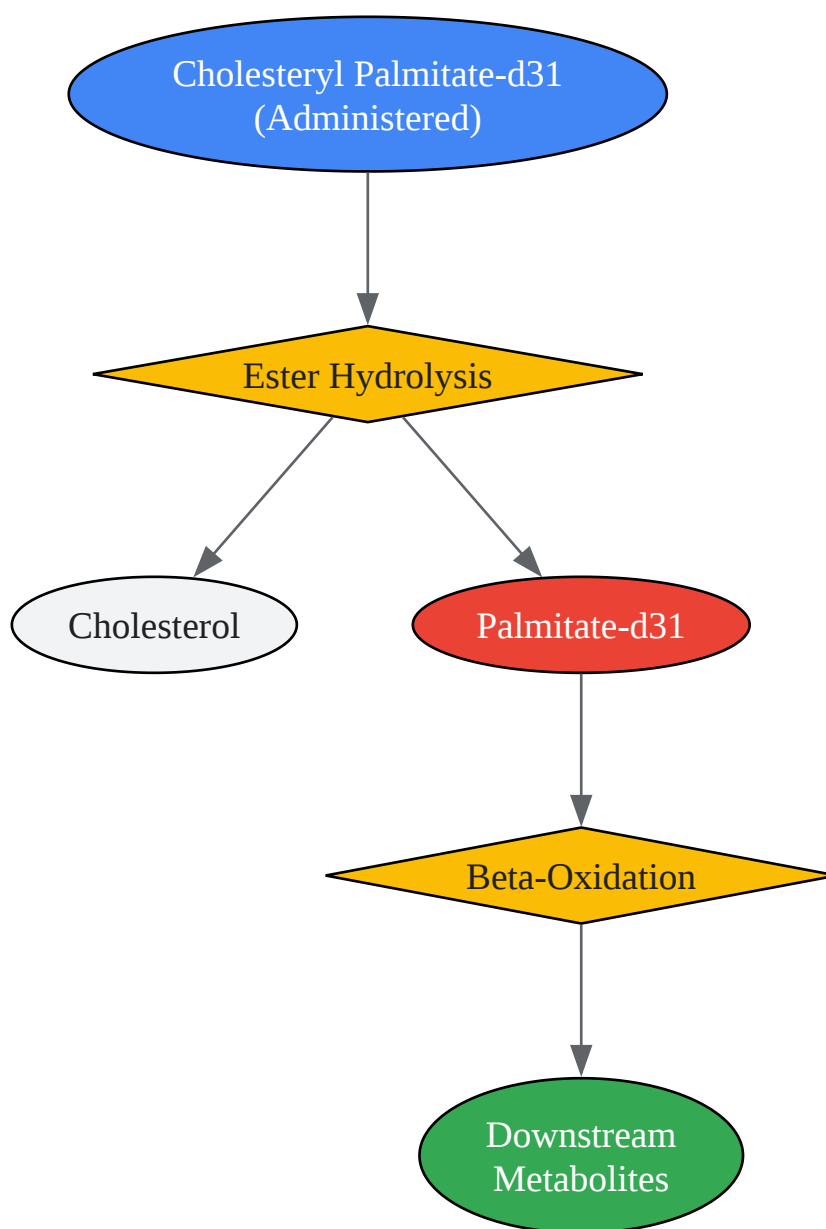 Cholesteryl Palmitate-d31
(Administered)
Ester Hydrolysis
Cholesterol
Palmitate-d31
Beta-Oxidation
Downstream
Metabolites